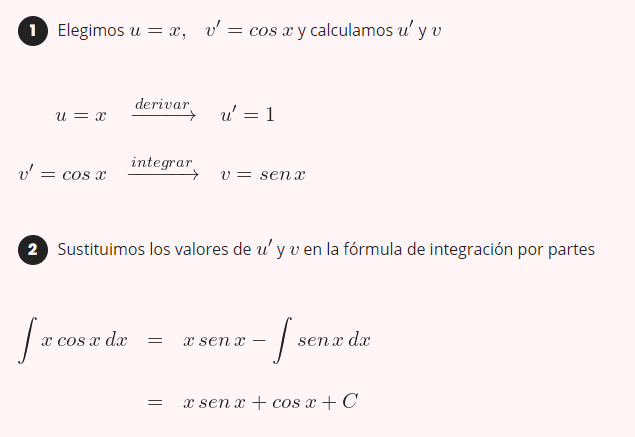 1 Elegimos u = x, v′ = cos x y calculamos u′ y v
u = x derivar→ u′ = 1
v′ = cos x integrar→ v = sen x
2 Sustituimos los valores de u′ y v en la fórmula de integración por partes
∫ x cos x dx = x sen x − ∫ sen x dx
= x sen x + cos x + C